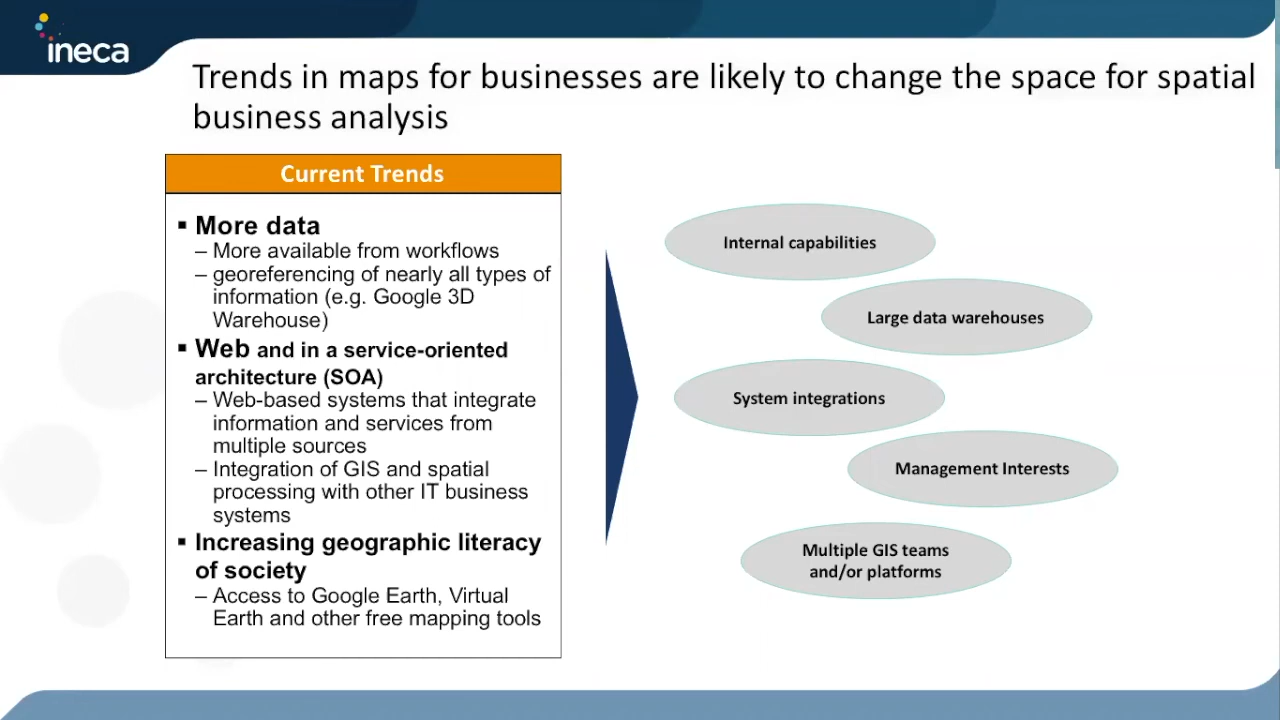 ineca
Trends in maps for businesses are likely to change the space for spatial
business analysis
Current Trends
▪ More data
– More available from workflows
– georeferencing of nearly all types of
information (e.g. Google 3D
Warehouse)
▪ Web and in a service-oriented
architecture (SOA)
– Web-based systems that integrate
information and services from
multiple sources
– Integration of GIS and spatial
processing with other IT business
systems
▪ Increasing geographic literacy
of society
– Access to Google Earth, Virtual
Earth and other free mapping tools
Internal capabilities
Large data warehouses
System integrations
Management Interests
Multiple GIS teams
and/or platforms